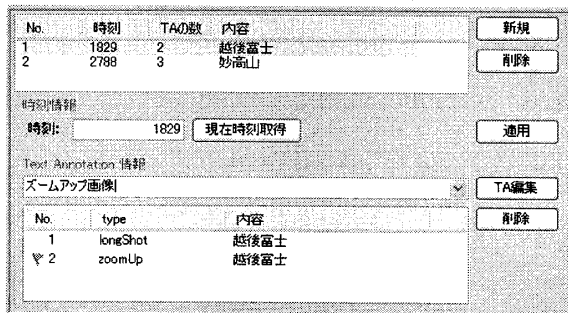 No. 時刻 TAの数 内容 新規
1 1829 2 越後富士
2 2788 3 妙高山 削除
時刻情報
時刻: 1829 現在時刻取得 適用
Text Annotation 情報
ズームアップ画像 TA編集
No. type 内容 削除
1 longShot 越後富士
2 zoomUp 越後富士